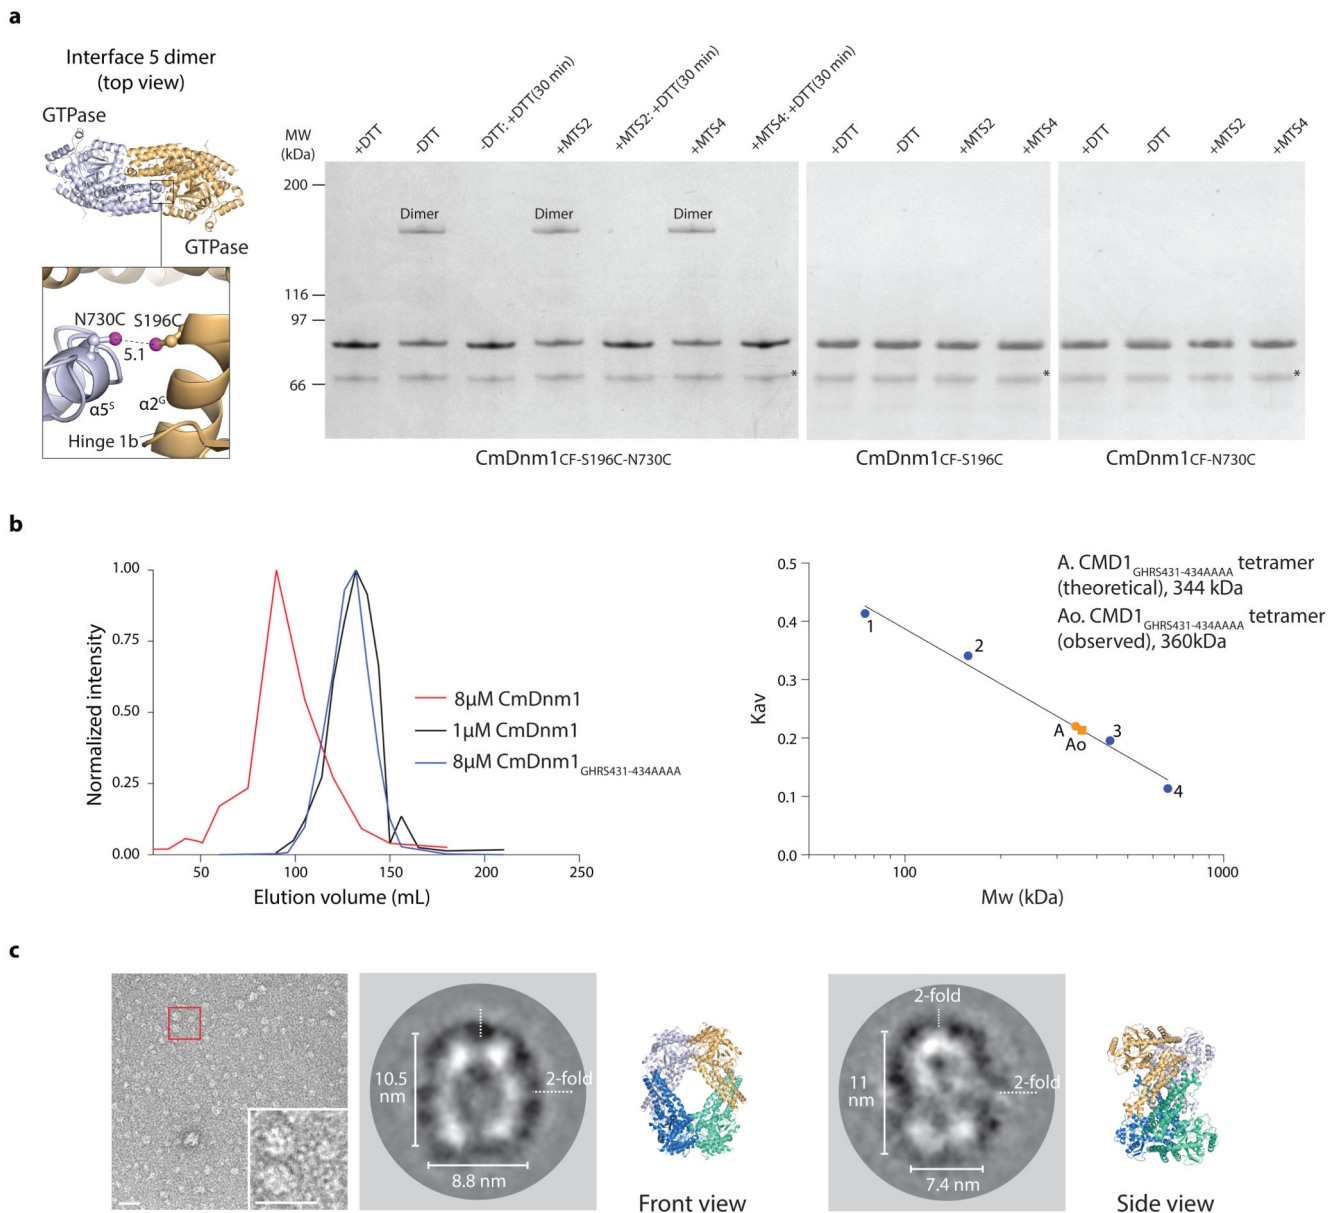 a
Interface 5 dimer
(top view)
GTPase
GTPase
N730C
S196C
5.1
α5S
α2G
Hinge 1b
MW
(kDa)
200
116
97
66
+DTT
-DTT
-DTT: +DTT(30 min)
+MTS2
+MTS2: +DTT(30 min)
+MTS4
+MTS4: +DTT(30 min)
+DTT
-DTT
+MTS2
+MTS4
+DTT
-DTT
+MTS2
+MTS4
Dimer
Dimer
Dimer
*
*
*
CmDnm1CF-S196C-N730C
CmDnm1CF-S196C
CmDnm1CF-N730C
b
Normalized intensity
1.00
0.75
0.50
0.25
0.00
50
100
150
200
250
Elution volume (mL)
8µM CmDnm1
1µM CmDnm1
8µM CmDnm1GHRS431-434AAAA
Kav
0.5
0.4
0.3
0.2
0.1
0.0
100
1000
Mw (kDa)
1
2
A
Ao
3
4
A. CMD1GHRS431-434AAAA tetramer
(theoretical), 344 kDa
Ao. CMD1GHRS431-434AAAA tetramer
(observed), 360kDa
c
10.5
nm
2-fold
8.8 nm
Front view
2-fold
11
nm
2-fold
7.4 nm
Side view